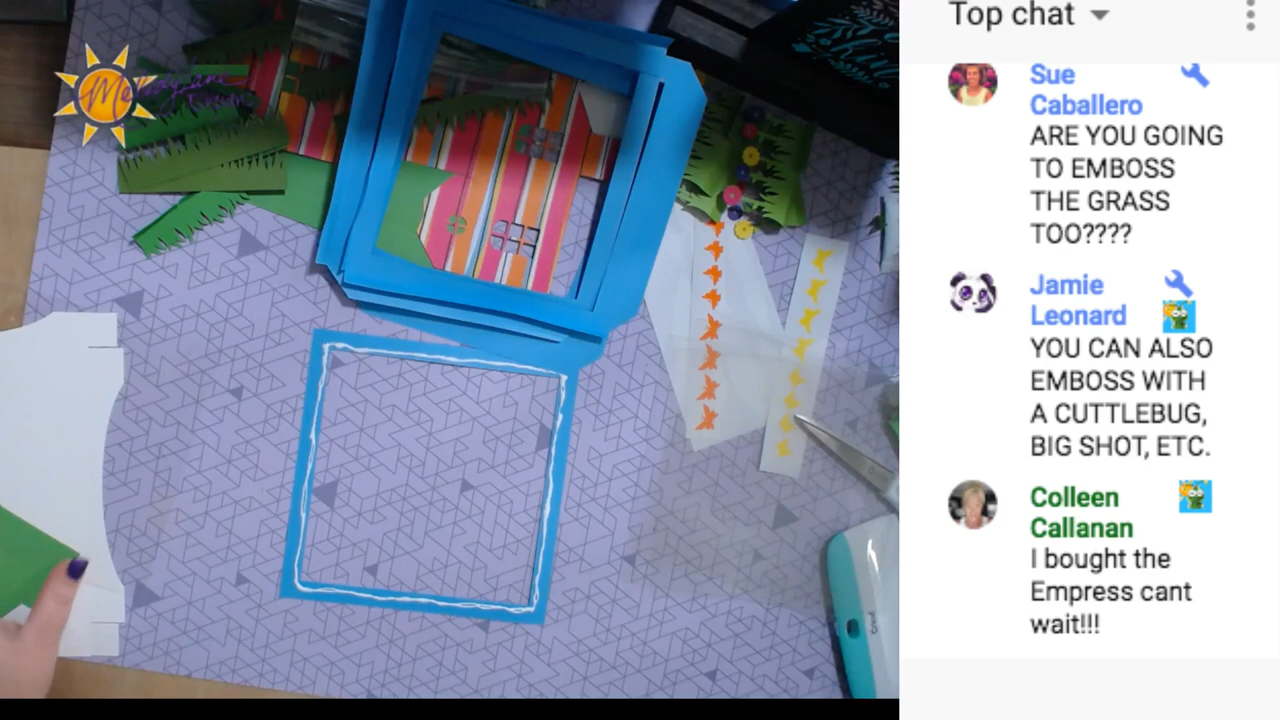 Top chat
Sue
Caballero
ARE YOU GOING
TO EMBOSS
THE GRASS
TOO????
Jamie
Leonard
YOU CAN ALSO
EMBOSS WITH
A CUTTLEBUG,
BIG SHOT, ETC.
Colleen
Callanan
I bought the
Empress cant
wait!!!
cricut